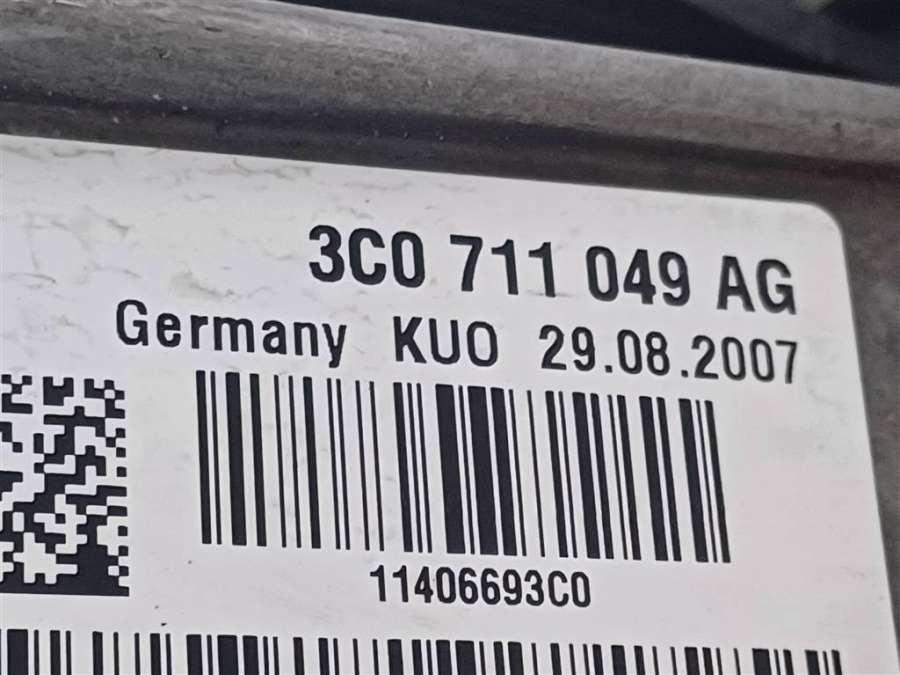 3C0 711 049 AG
Germany KUO 29.08.2007
11406693C0